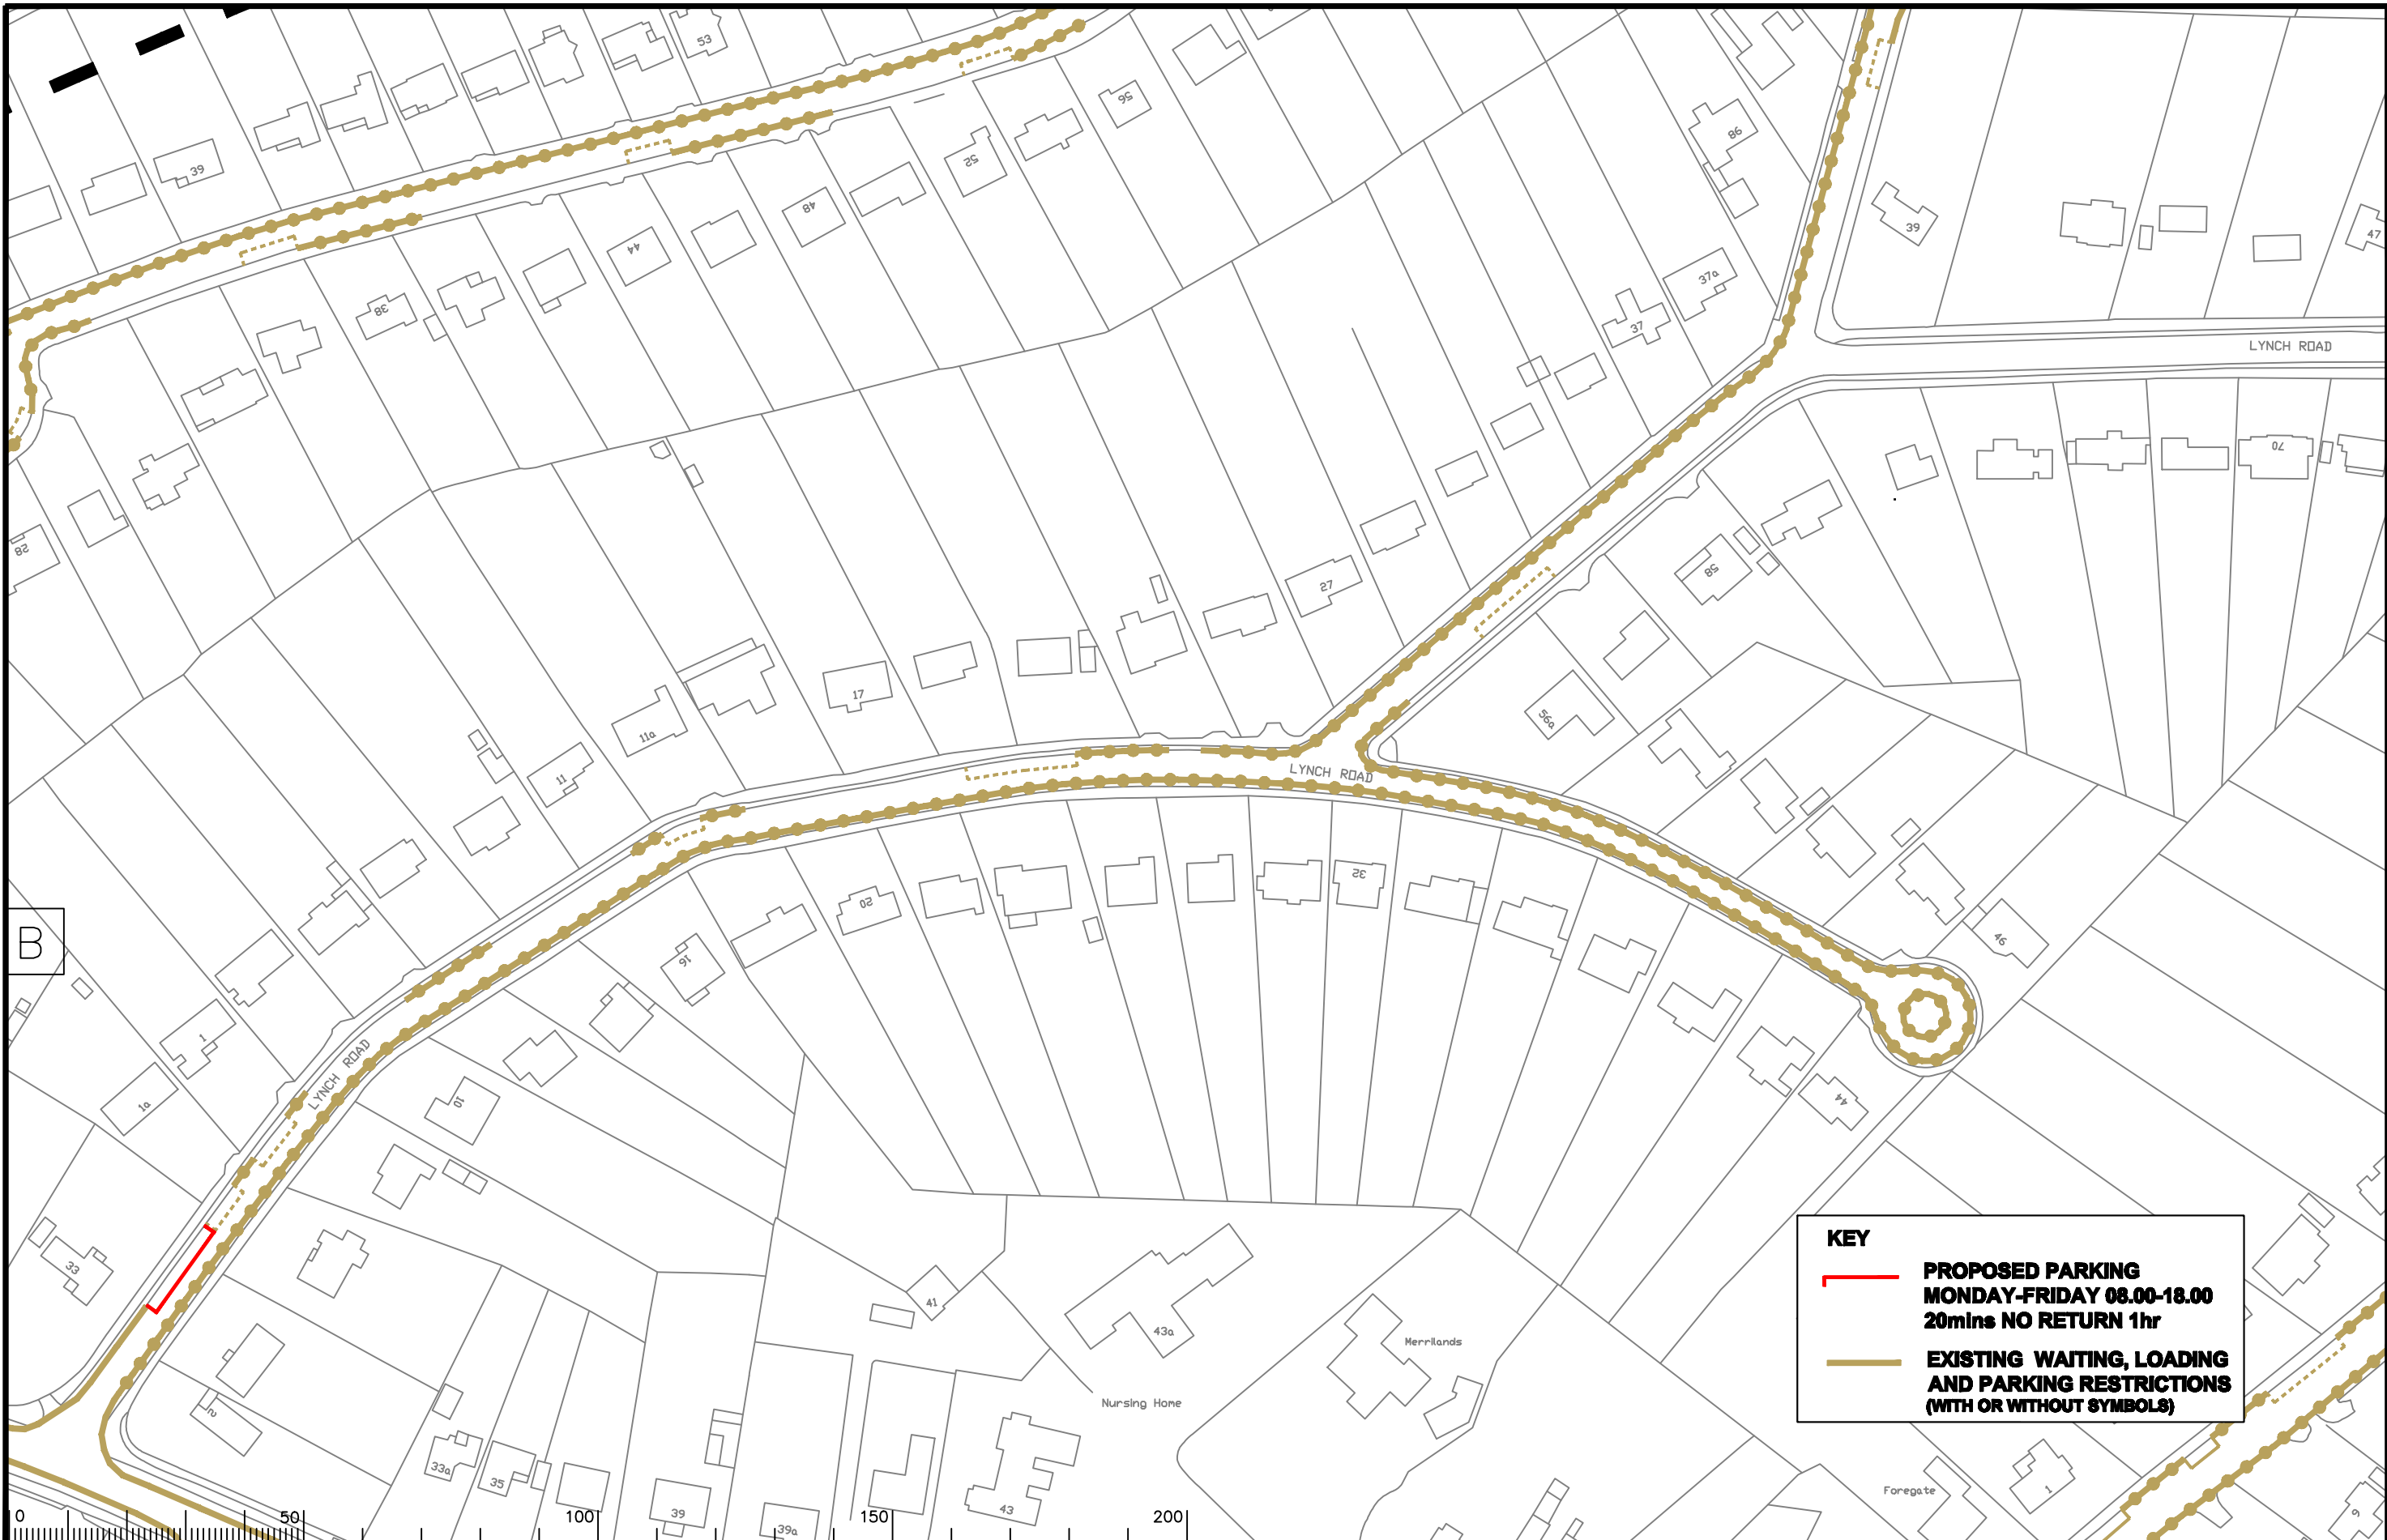 53
39
56
52
86
39
47
48
44
38
37a
37
LYNCH ROAD
70
28
58
27
56a
17
11a
11
LYNCH ROAD
32
20
46
B
16
1
LYNCH ROAD
10
1a
44
33
41
43a
Merrilands
Nursing Home
2
33a
35
39
39a
43
Foregate
1
9
KEY
PROPOSED PARKING
MONDAY-FRIDAY 08.00-18.00
20mins NO RETURN 1hr
EXISTING WAITING, LOADING
AND PARKING RESTRICTIONS
(WITH OR WITHOUT SYMBOLS)
0 50 100 150 200